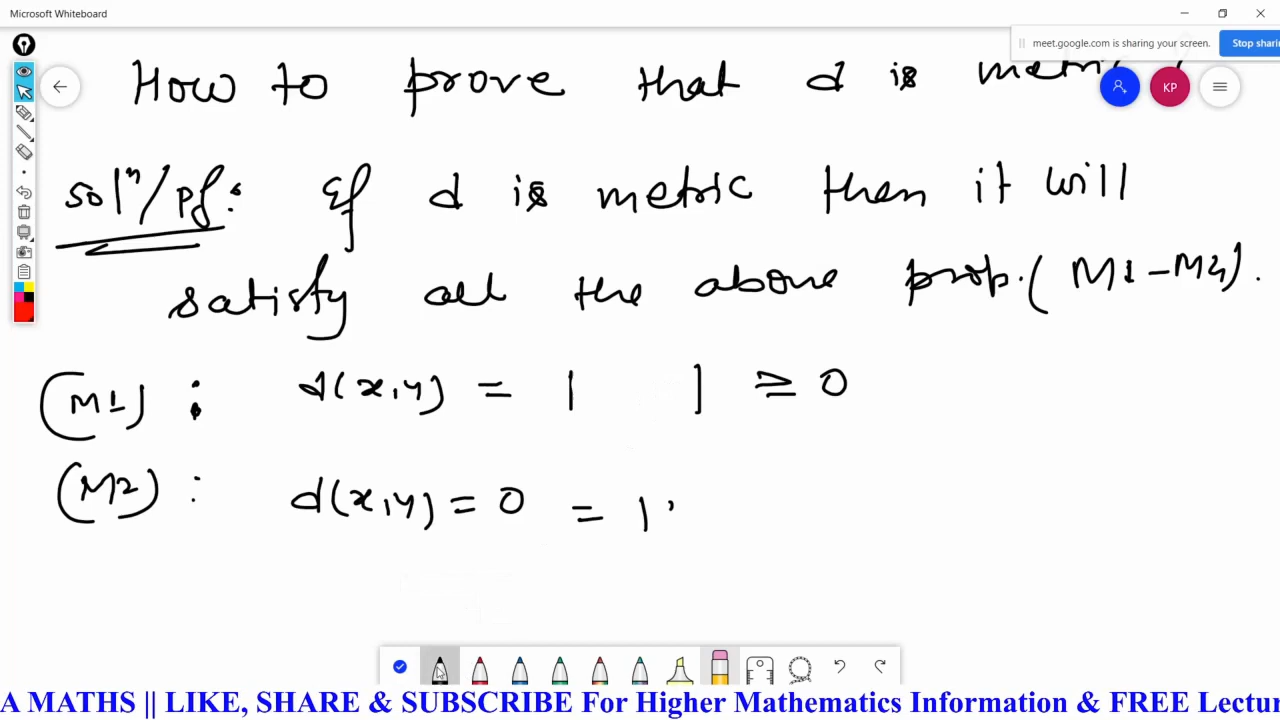 Microsoft Whiteboard
meet.google.com is sharing your screen. Stop shari
How to prove that d is metric
KP
solⁿ/pf: If d is metric then it will
satisfy all the above prop. (M1-M4).
(M1) : d(x,y) = | | ≥ 0
(M2) : d(x,y) = 0 = |
A MATHS || LIKE, SHARE & SUBSCRIBE For Higher Mathematics Information & FREE Lectur